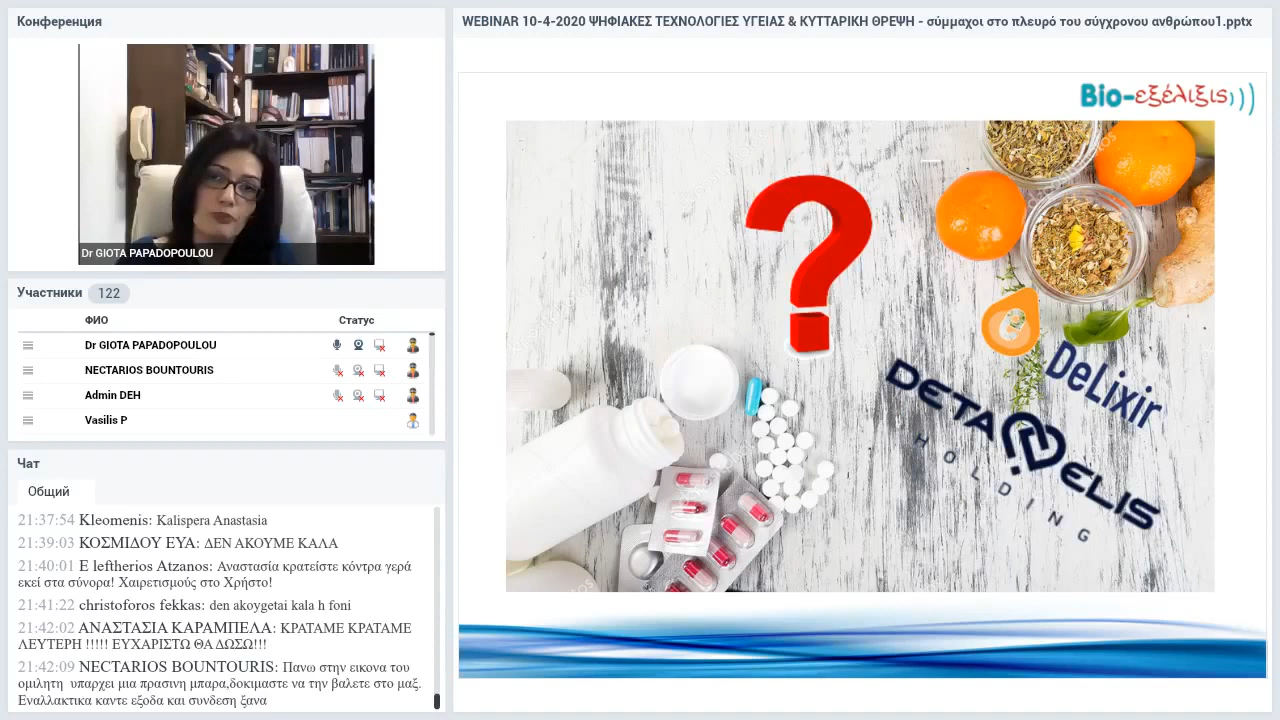 Конференция
WEBINAR 10-4-2020 ΨΗΦΙΑΚΕΣ ΤΕΧΝΟΛΟΓΙΕΣ ΥΓΕΙΑΣ & ΚΥΤΤΑΡΙΚΗ ΘΡΕΨΗ - σύμμαχοι στο πλευρό του σύγχρονου ανθρώπου1.pptx
Dr GIOTA PAPADOPOULOU
Участники 122
ФИО Статус
Dr GIOTA PAPADOPOULOU
NECTARIOS BOUNTOURIS
Admin DEH
Vasilis P
Чат
Общий
21:37:54 Kleomenis: Kalispera Anastasia
21:39:03 ΚΟΣΜΙΔΟΥ ΕΥΑ: ΔΕΝ ΑΚΟΥΜΕ ΚΑΛΑ
21:40:01 E leftherios Atzanos: Αναστασία κρατείστε κόντρα γερά
εκεί στα σύνορα! Χαιρετισμούς στο Χρήστο!
21:41:22 christoforos fekkas: den akoygetai kala h foni
21:42:02 ΑΝΑΣΤΑΣΙΑ ΚΑΡΑΜΠΕΛΑ: ΚΡΑΤΑΜΕ ΚΡΑΤΑΜΕ
ΛΕΥΤΕΡΗ !!!!! ΕΥΧΑΡΙΣΤΩ ΘΑ ΔΩΣΩ!!!
21:42:09 NECTARIOS BOUNTOURIS: Πανω στην εικονα του
ομιλητη υπαρχει μια πρασινη μπαρα,δοκιμαστε να την βαλετε στο μαξ.
Εναλλακτικα καντε εξοδα και συνδεση ξανα
Bio-εξέλιξις
?
DeLixir
DETA ELIS
HOLDING